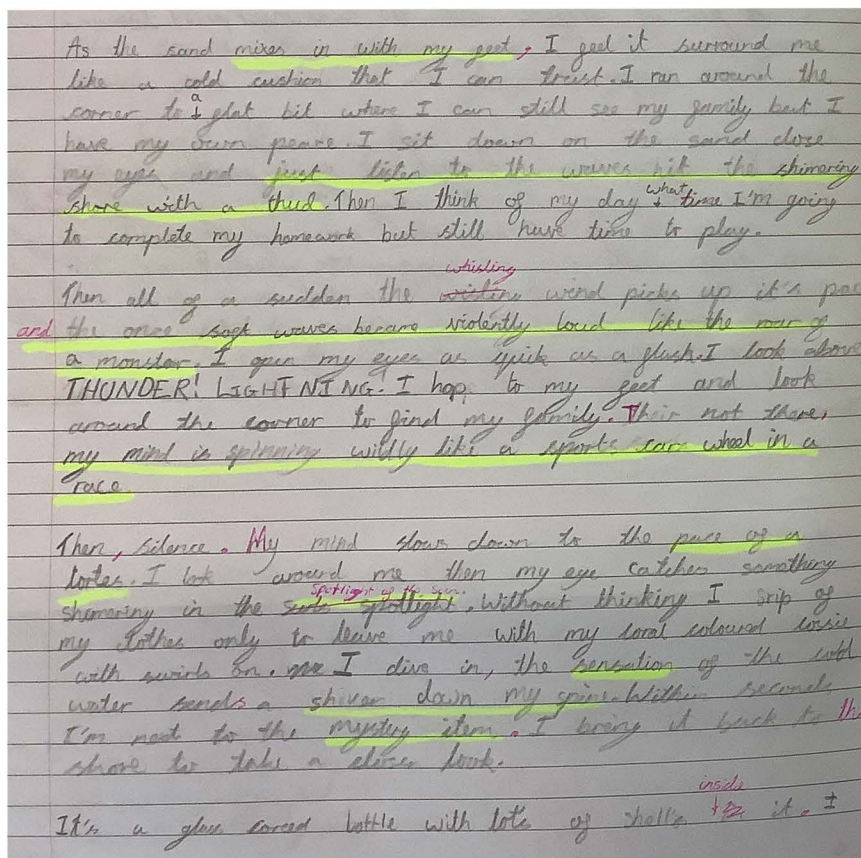 As the sand mixes in with my feet, I feel it surround me
like a cold cushion that I can trust. I ran around the
corner to a flat bit where I can still see my family but I
have my own peace. I sit down on the sand close
my eyes and just listen to the waves hit the shimering
shore with a thud. Then I think of my day what time I'm going
to complete my homework but still have time to play.
Then all of a sudden the whisling wind picks up it's pac
and the once soft waves became violently loud like the roar of
a monster. I open my eyes as quick as a flash. I look above
THUNDER! LIGHTNING! I hop to my feet and look
around the corner to find my family. Their not there,
my mind is spinning wildly like a sports car wheel in a
race.
Then, silence. My mind slows down to the pace of a
tortes. I look around me then my eye catches something
shimering in the spotlight of the sun. Without thinking I srip of
my clothes only to leave me with my coral coloured cossie
with swirls on. I dive in, the sensation of the cold
water sends a shiver down my spine. Within seconds
I'm next to the mystery item. I bring it back to th
shore to take a closer look.
It's a glass bottle with lot's of shell's inside it. I